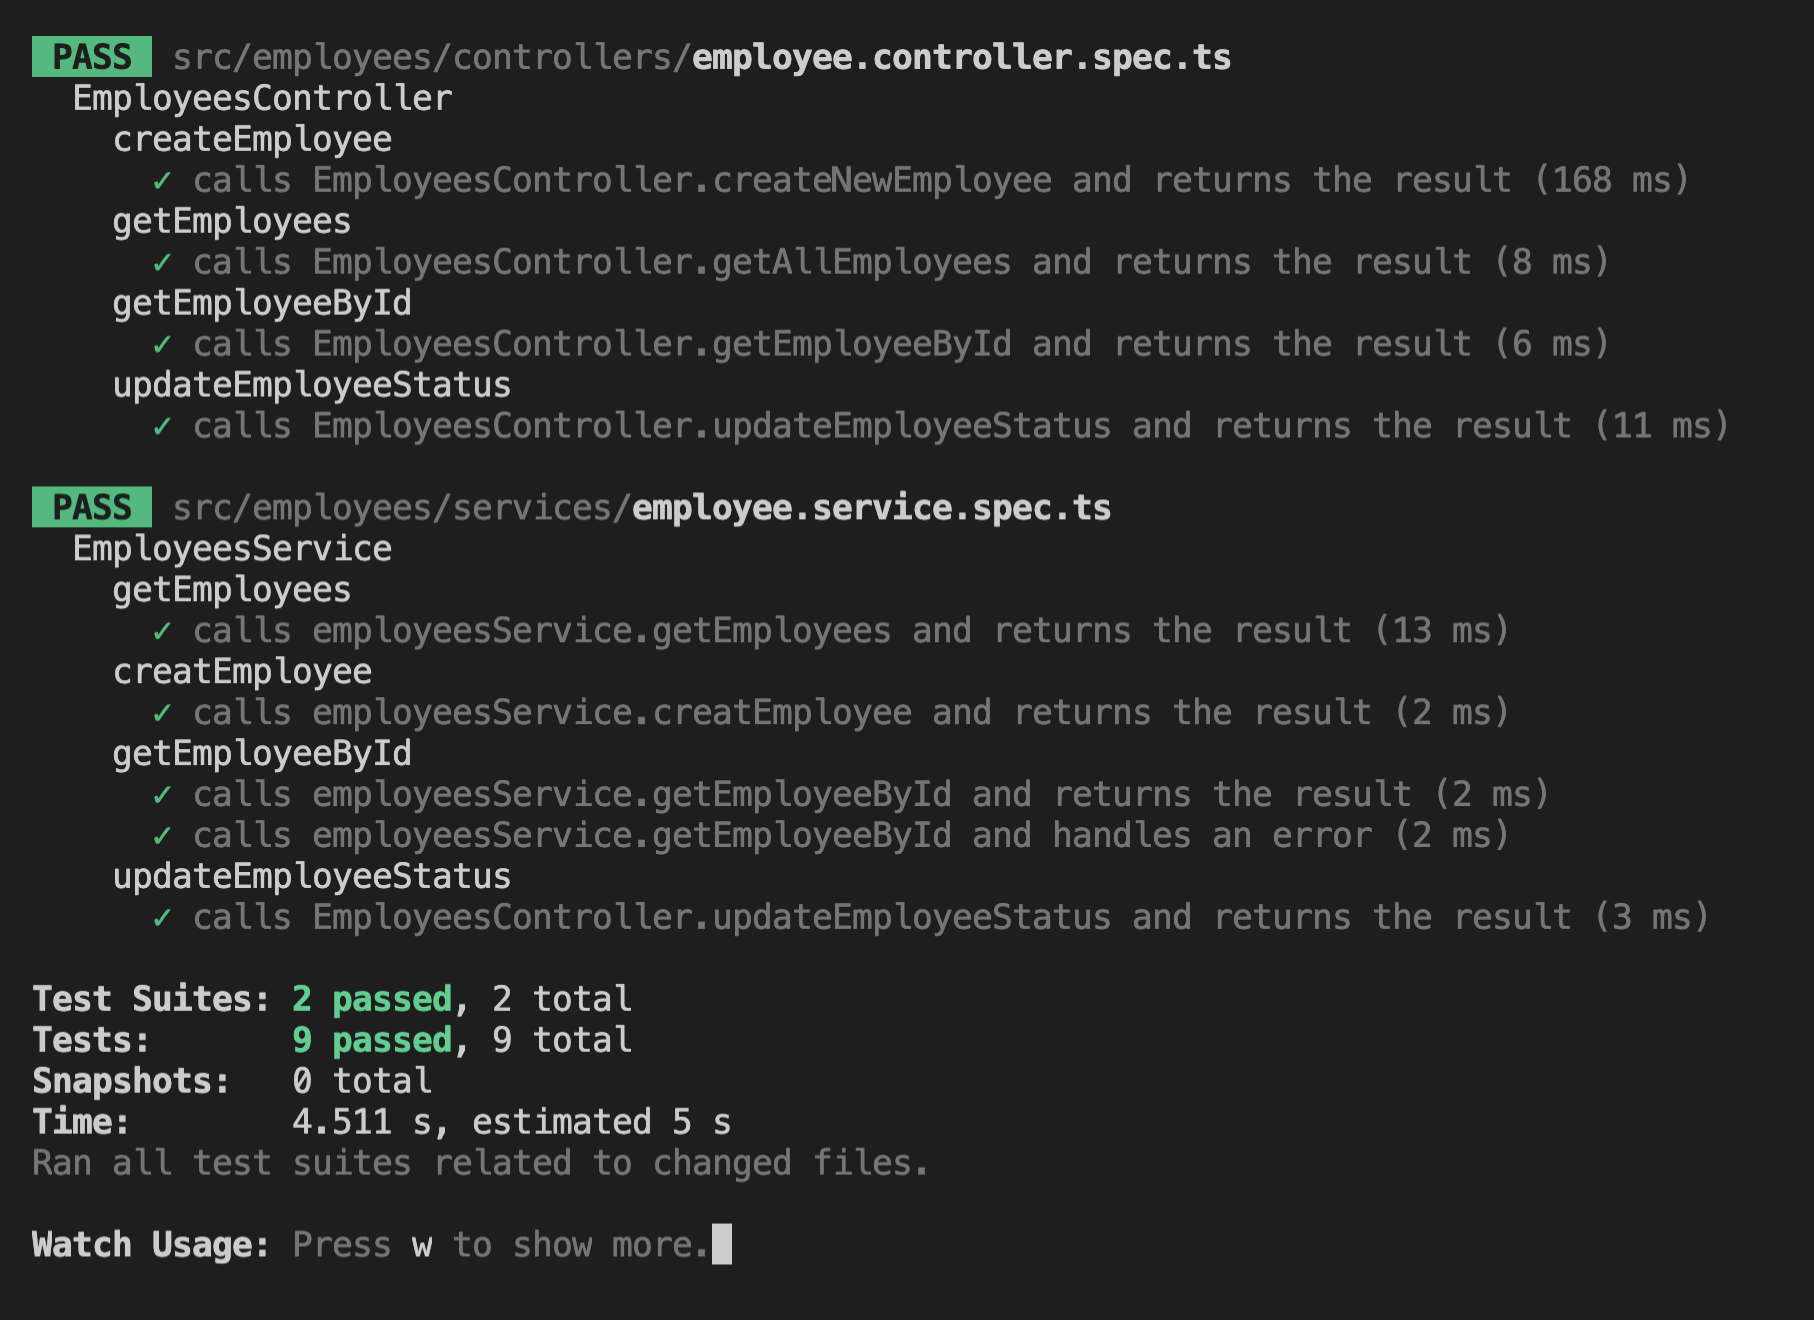 PASS src/employees/controllers/employee.controller.spec.ts
EmployeesController
createEmployee
✓ calls EmployeesController.createNewEmployee and returns the result (168 ms)
getEmployees
✓ calls EmployeesController.getAllEmployees and returns the result (8 ms)
getEmployeeById
✓ calls EmployeesController.getEmployeeById and returns the result (6 ms)
updateEmployeeStatus
✓ calls EmployeesController.updateEmployeeStatus and returns the result (11 ms)
PASS src/employees/services/employee.service.spec.ts
EmployeesService
getEmployees
✓ calls employeesService.getEmployees and returns the result (13 ms)
creatEmployee
✓ calls employeesService.creatEmployee and returns the result (2 ms)
getEmployeeById
✓ calls employeesService.getEmployeeById and returns the result (2 ms)
✓ calls employeesService.getEmployeeById and handles an error (2 ms)
updateEmployeeStatus
✓ calls EmployeesController.updateEmployeeStatus and returns the result (3 ms)
Test Suites: 2 passed, 2 total
Tests: 9 passed, 9 total
Snapshots: 0 total
Time: 4.511 s, estimated 5 s
Ran all test suites related to changed files.
Watch Usage: Press w to show more.